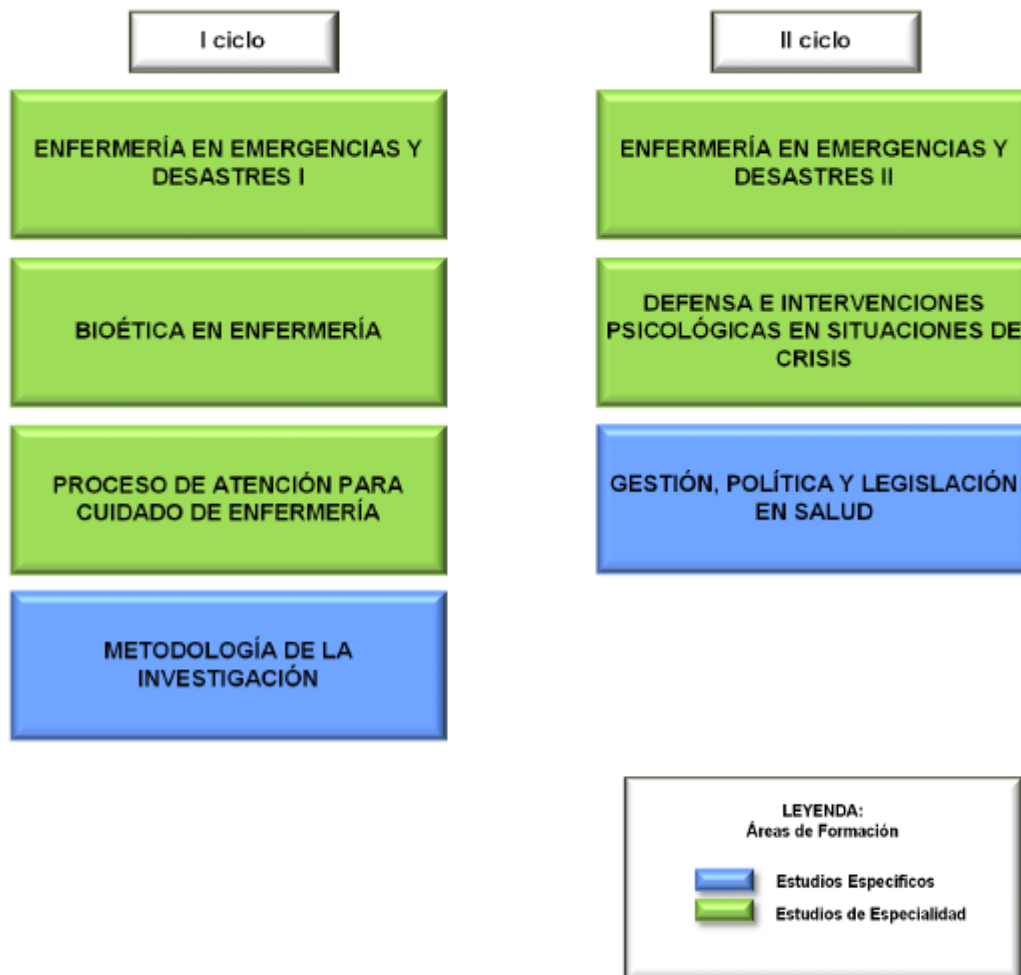 I ciclo
ENFERMERÍA EN EMERGENCIAS Y
DESASTRES I
BIOÉTICA EN ENFERMERÍA
PROCESO DE ATENCIÓN PARA
CUIDADO DE ENFERMERÍA
METODOLOGÍA DE LA
INVESTIGACIÓN
II ciclo
ENFERMERÍA EN EMERGENCIAS Y
DESASTRES II
DEFENSA E INTERVENCIONES
PSICOLÓGICAS EN SITUACIONES DE
CRISIS
GESTIÓN, POLÍTICA Y LEGISLACIÓN
EN SALUD
LEYENDA:
Áreas de Formación
Estudios Específicos
Estudios de Especialidad